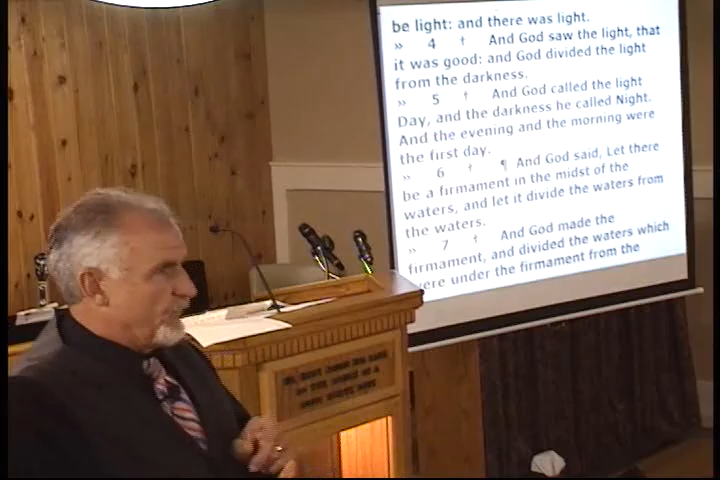 be light: and there was light.
» 4 † And God saw the light, that
it was good: and God divided the light
from the darkness.
» 5 † And God called the light
Day, and the darkness he called Night.
And the evening and the morning were
the first day.
» 6 † ¶ And God said, Let there
be a firmament in the midst of the
waters, and let it divide the waters from
the waters.
» 7 † And God made the
firmament, and divided the waters which
were under the firmament from the